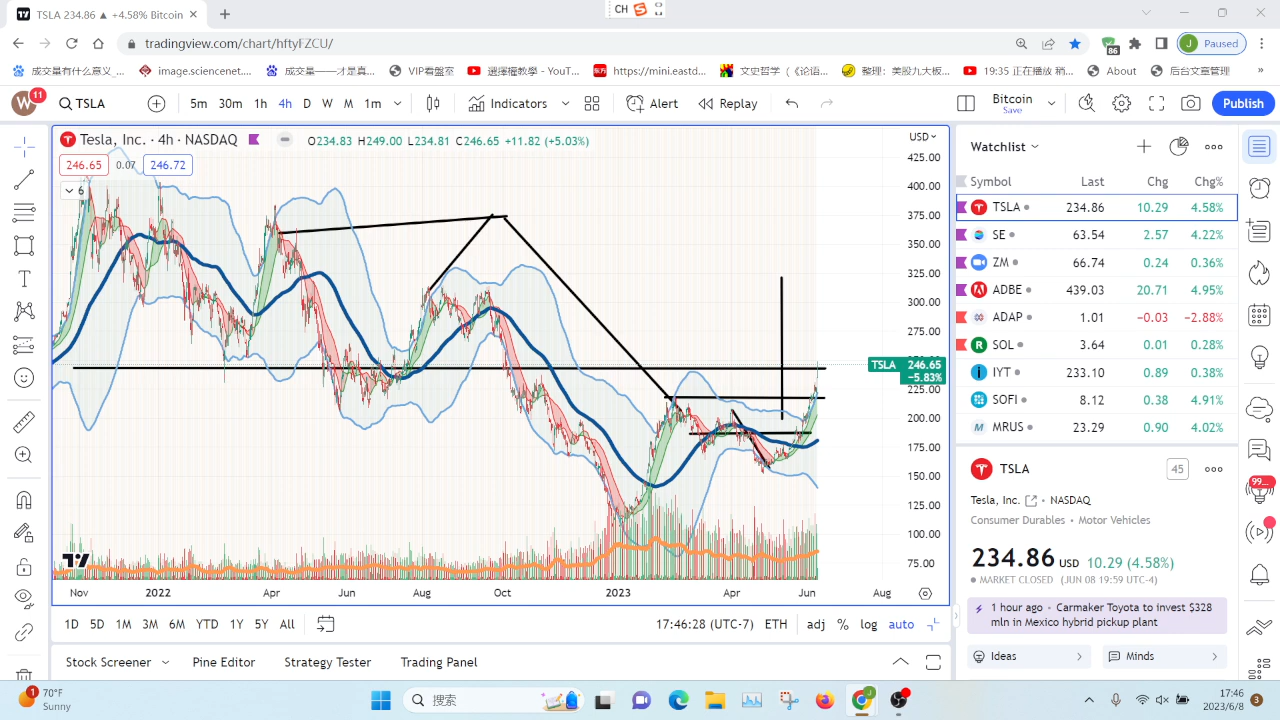 TSLA 234.86 ▲ +4.58% Bitcoin
CH
tradingview.com/chart/hftyFZCU/
86
J
Paused
成交量有什么意义_...
image.sciencenet....
成交量——才是真...
VIP看盤室
選擇權教學 - YouT...
https://mini.eastd...
文史哲学（《论语...
整理：美股九大板...
19:35 正在播放 稍...
About
后台文章管理
»
W
11
TSLA
5m
30m
1h
4h
D
W
M
1m
Indicators
Alert
Replay
Bitcoin
Save
Publish
Tesla, Inc. · 4h · NASDAQ
O234.83 H249.00 L234.81 C246.65 +11.82 (+5.03%)
246.65
0.07
246.72
6
USD
425.00
400.00
375.00
350.00
325.00
300.00
275.00
TSLA 246.65
−5.83%
225.00
200.00
175.00
150.00
125.00
100.00
75.00
Nov
2022
Apr
Jun
Aug
Oct
2023
Apr
Jun
Aug
1D
5D
1M
3M
6M
YTD
1Y
5Y
All
17:46:28 (UTC-7)
ETH
adj
%
log
auto
Stock Screener
Pine Editor
Strategy Tester
Trading Panel
Watchlist
Symbol Last Chg Chg%
TSLA 234.86 10.29 4.58%
SE 63.54 2.57 4.22%
ZM 66.74 0.24 0.36%
ADBE 439.03 20.71 4.95%
ADAP 1.01 −0.03 −2.88%
SOL 3.64 0.01 0.28%
IYT 233.10 0.89 0.38%
SOFI 8.12 0.38 4.91%
MRUS 23.29 0.90 4.02%
TSLA
45
Tesla, Inc. • NASDAQ
Consumer Durables • Motor Vehicles
234.86 USD 10.29 (4.58%)
MARKET CLOSED (JUN 08 19:59 UTC-4)
1 hour ago • Carmaker Toyota to invest $328
mln in Mexico hybrid pickup plant
Ideas
Minds
99...
1
70°F
Sunny
搜索
J
17:46
2023/6/8
3